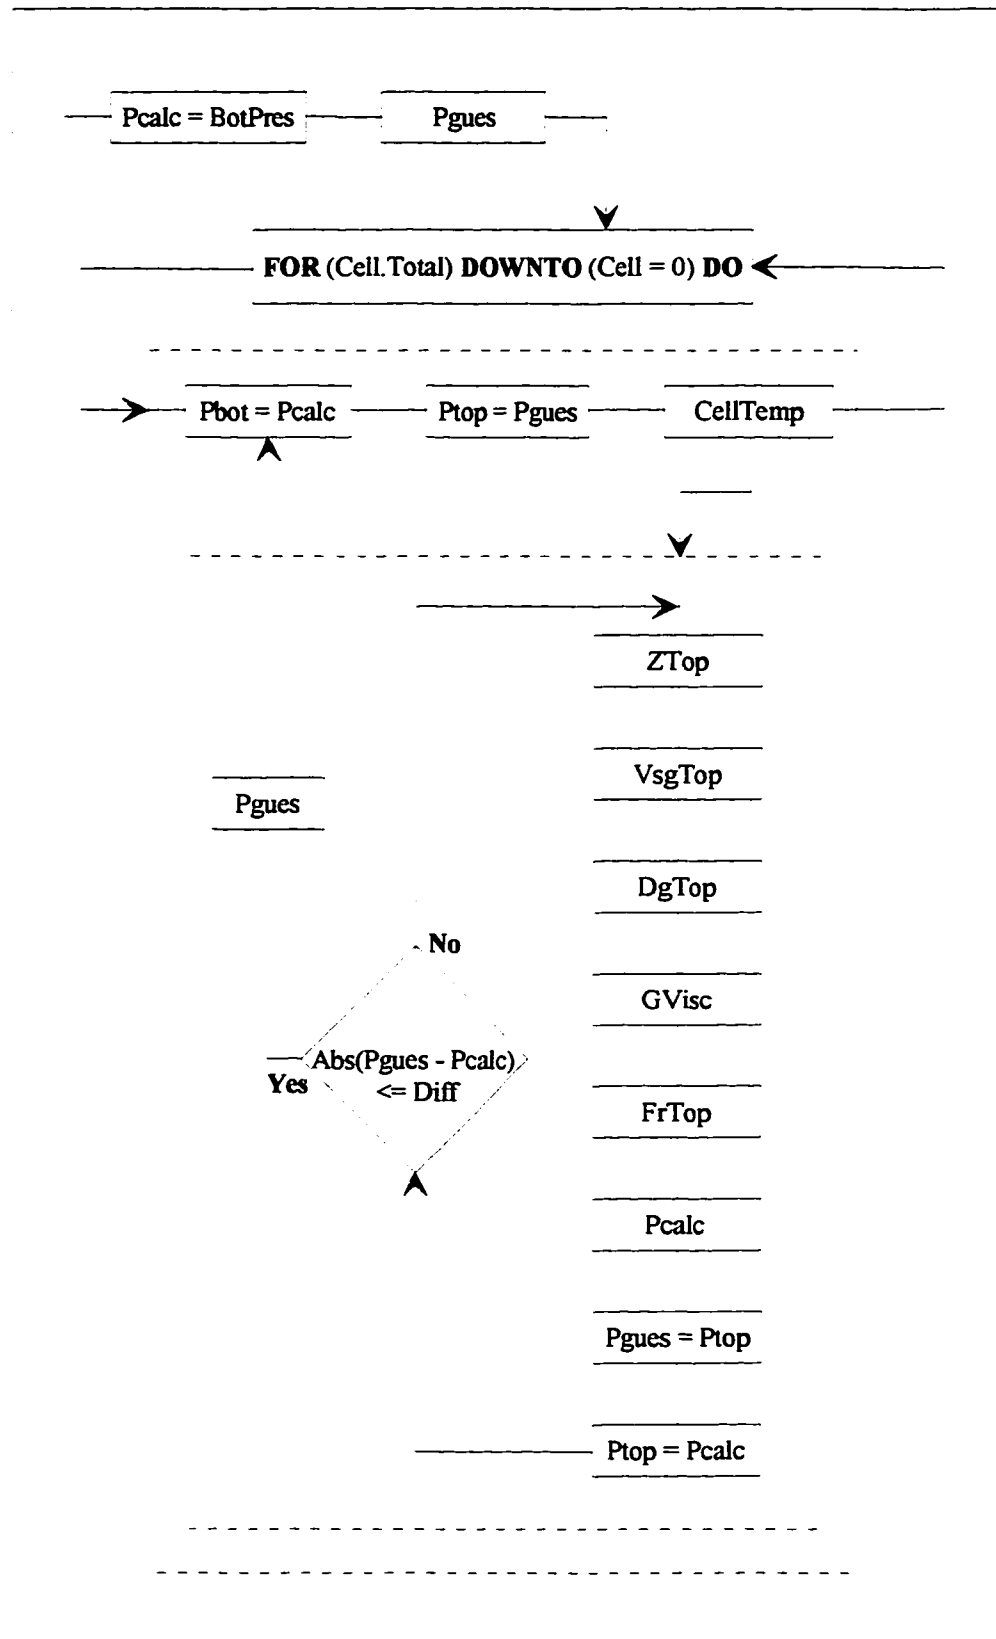 Pcalc = BotPres
Pgues
FOR (Cell.Total) DOWNTO (Cell = 0) DO
Pbot = Pcalc
Ptop = Pgues
CellTemp
ZTop
VsgTop
Pgues
DgTop
No
GVisc
Abs(Pgues - Pcalc)
<= Diff
Yes
FrTop
Pcalc
Pgues = Ptop
Ptop = Pcalc